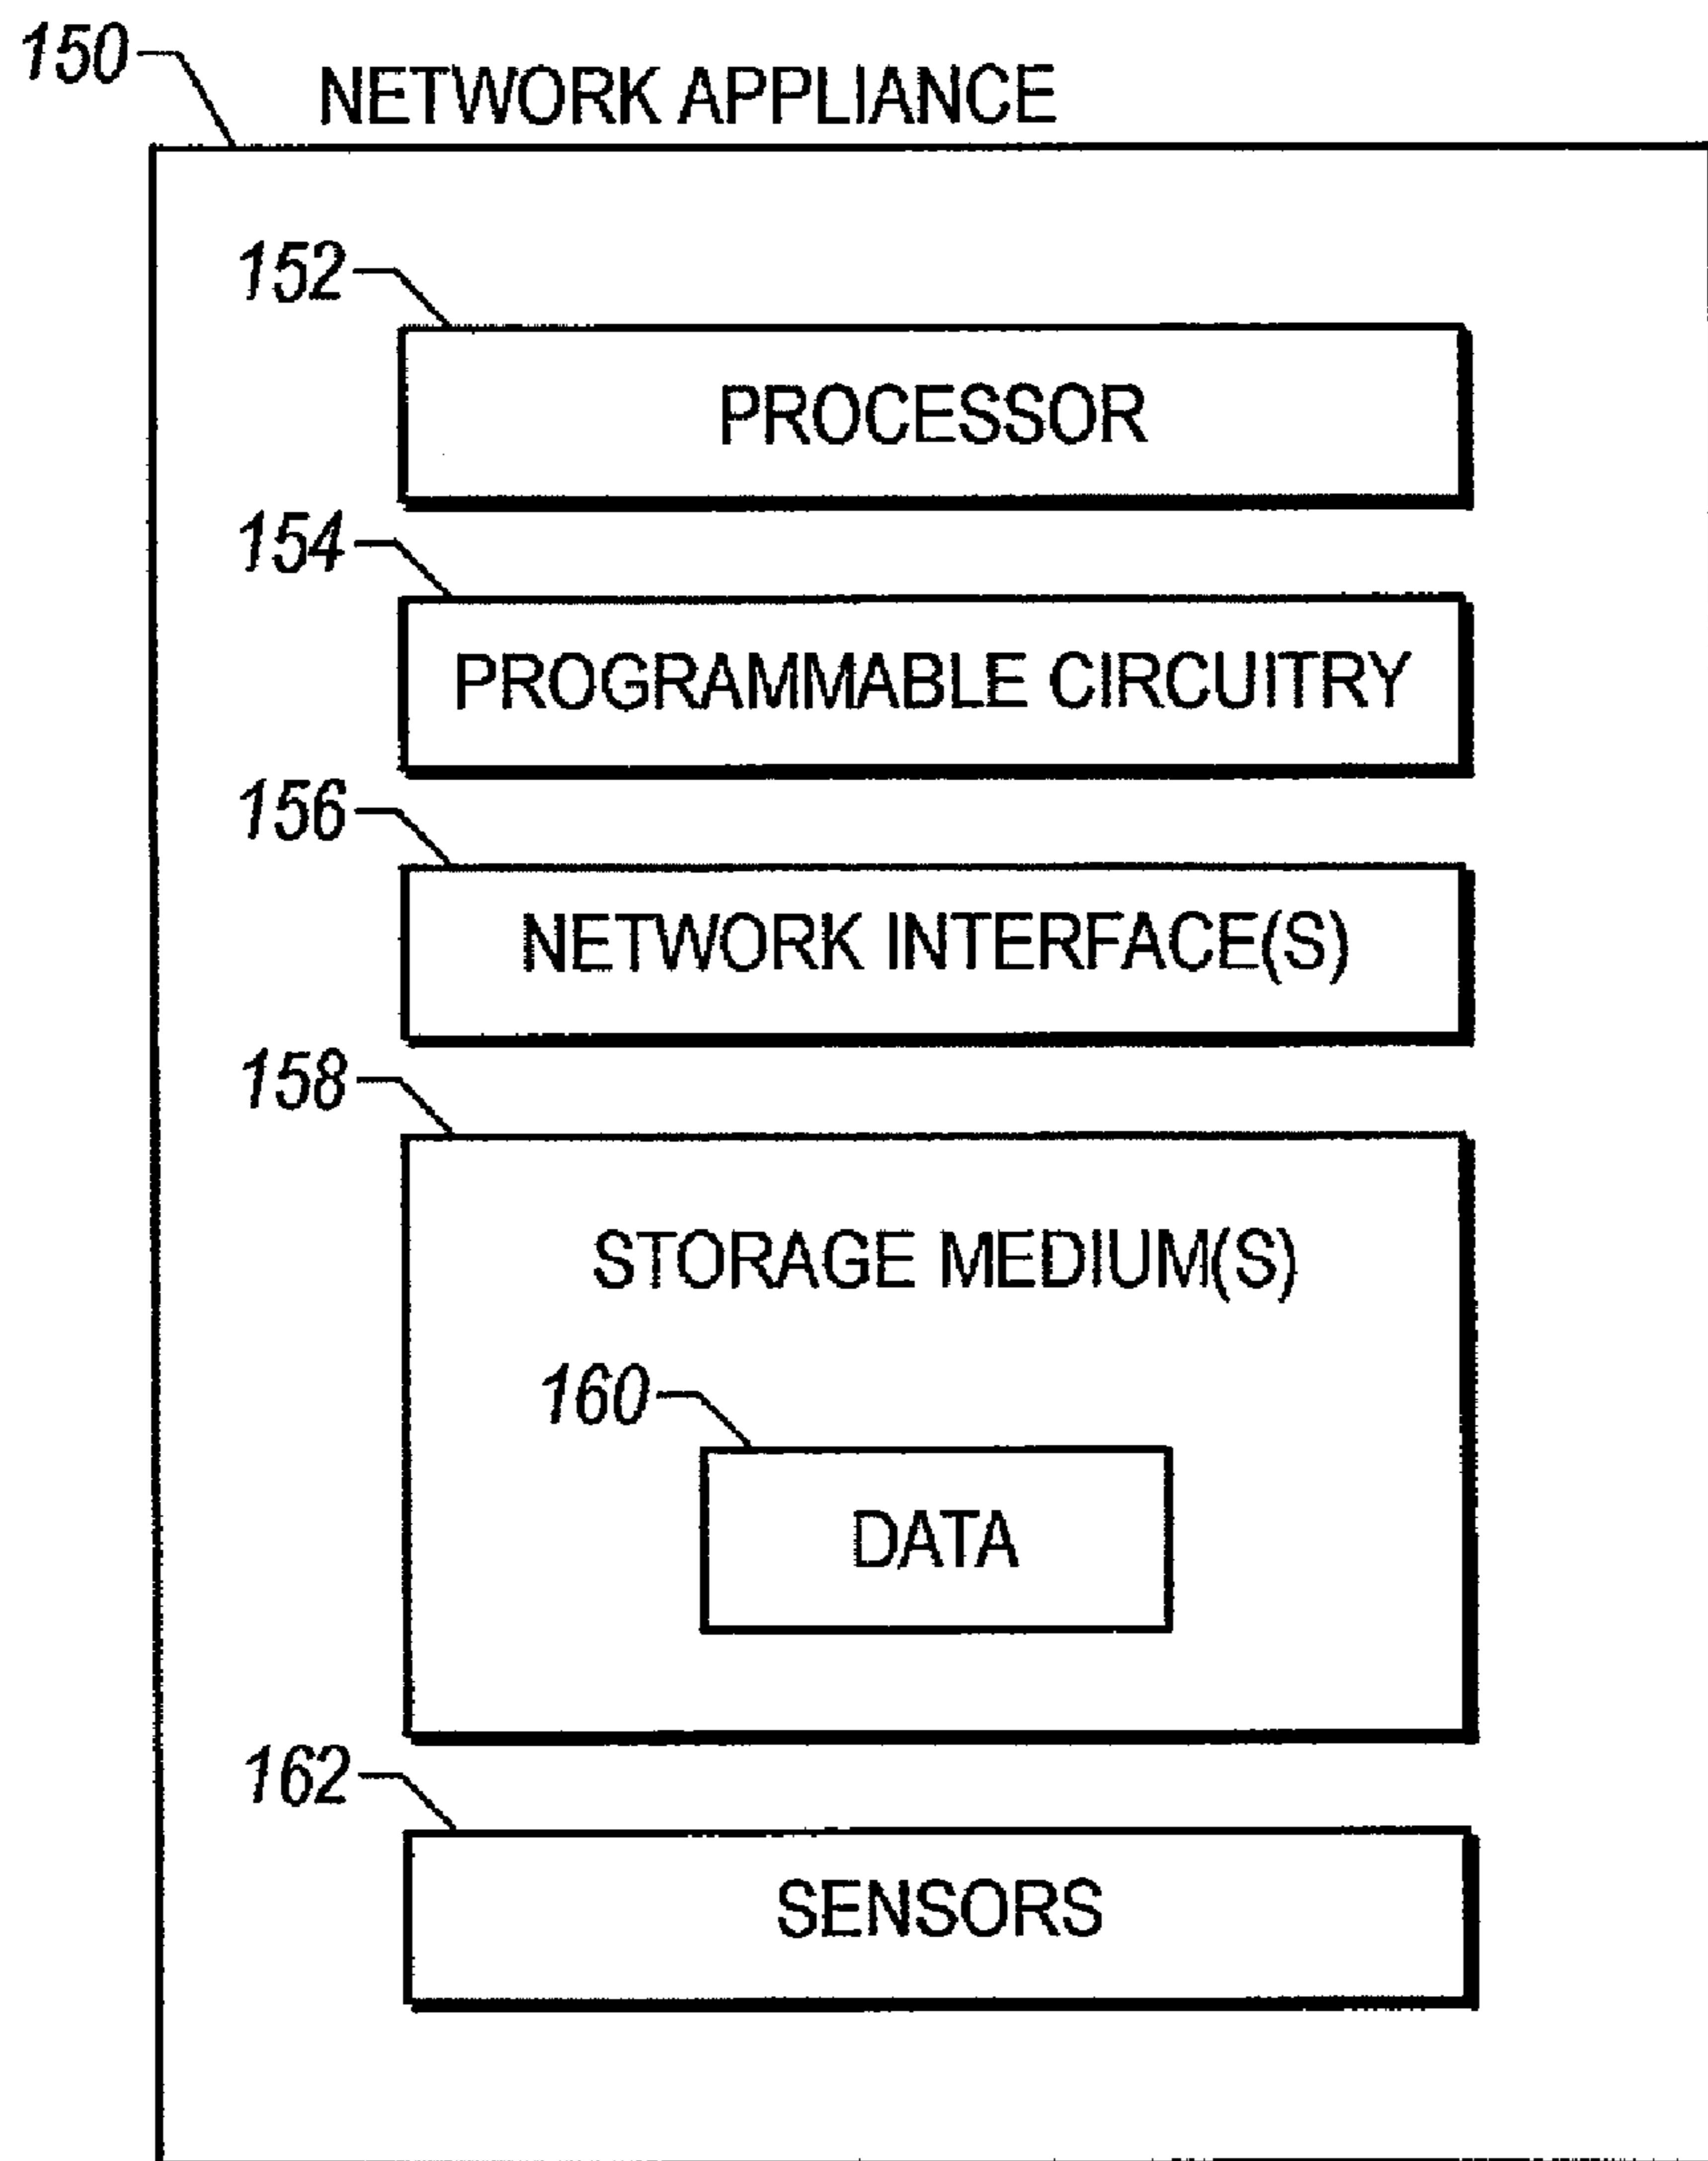 150
NETWORK APPLIANCE
152
PROCESSOR
154
PROGRAMMABLE CIRCUITRY
156
NETWORK INTERFACE(S)
158
STORAGE MEDIUM(S)
160
DATA
162
SENSORS